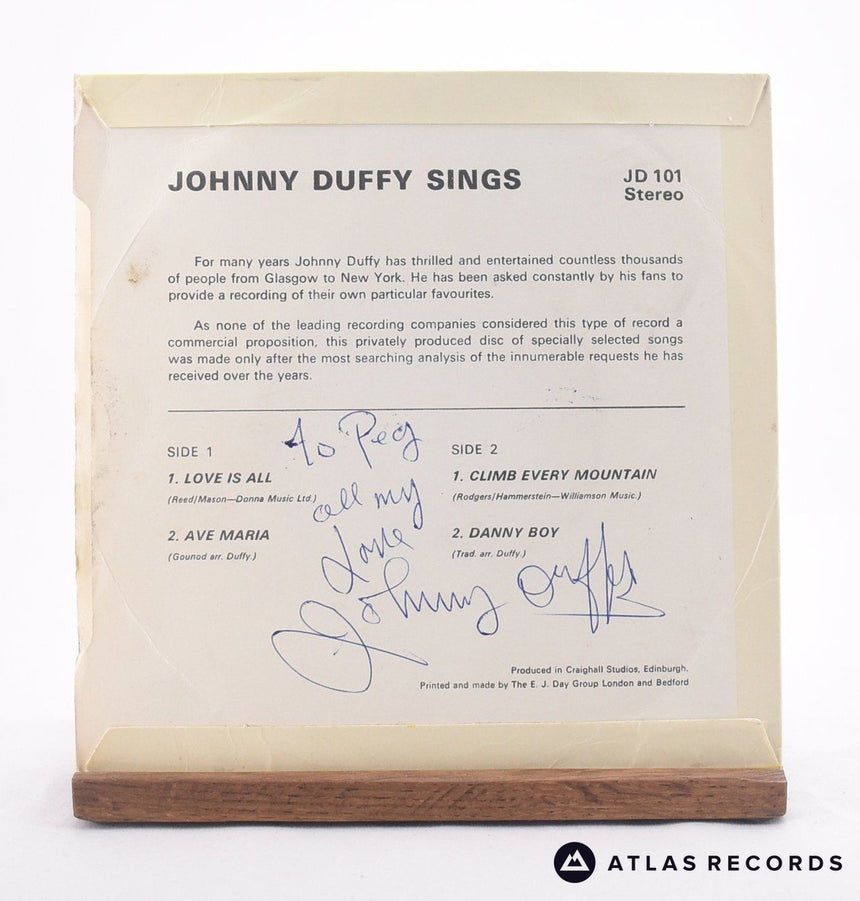 JOHNNY DUFFY SINGS
JD 101
Stereo
For many years Johnny Duffy has thrilled and entertained countless thousands
of people from Glasgow to New York. He has been asked constantly by his fans to
provide a recording of their own particular favourites.
As none of the leading recording companies considered this type of record a
commercial proposition, this privately produced disc of specially selected songs
was made only after the most searching analysis of the innumerable requests he has
received over the years.
SIDE 1
1. LOVE IS ALL
(Reed/Mason—Donna Music Ltd.)
2. AVE MARIA
(Gounod arr. Duffy.)
SIDE 2
1. CLIMB EVERY MOUNTAIN
(Rodgers/Hammerstein—Williamson Music.)
2. DANNY BOY
(Trad. arr. Duffy.)
to Peg
all my
Love
Johnny Duffy
Produced in Craighall Studios, Edinburgh.
Printed and made by The E. J. Day Group London and Bedford
ATLAS RECORDS